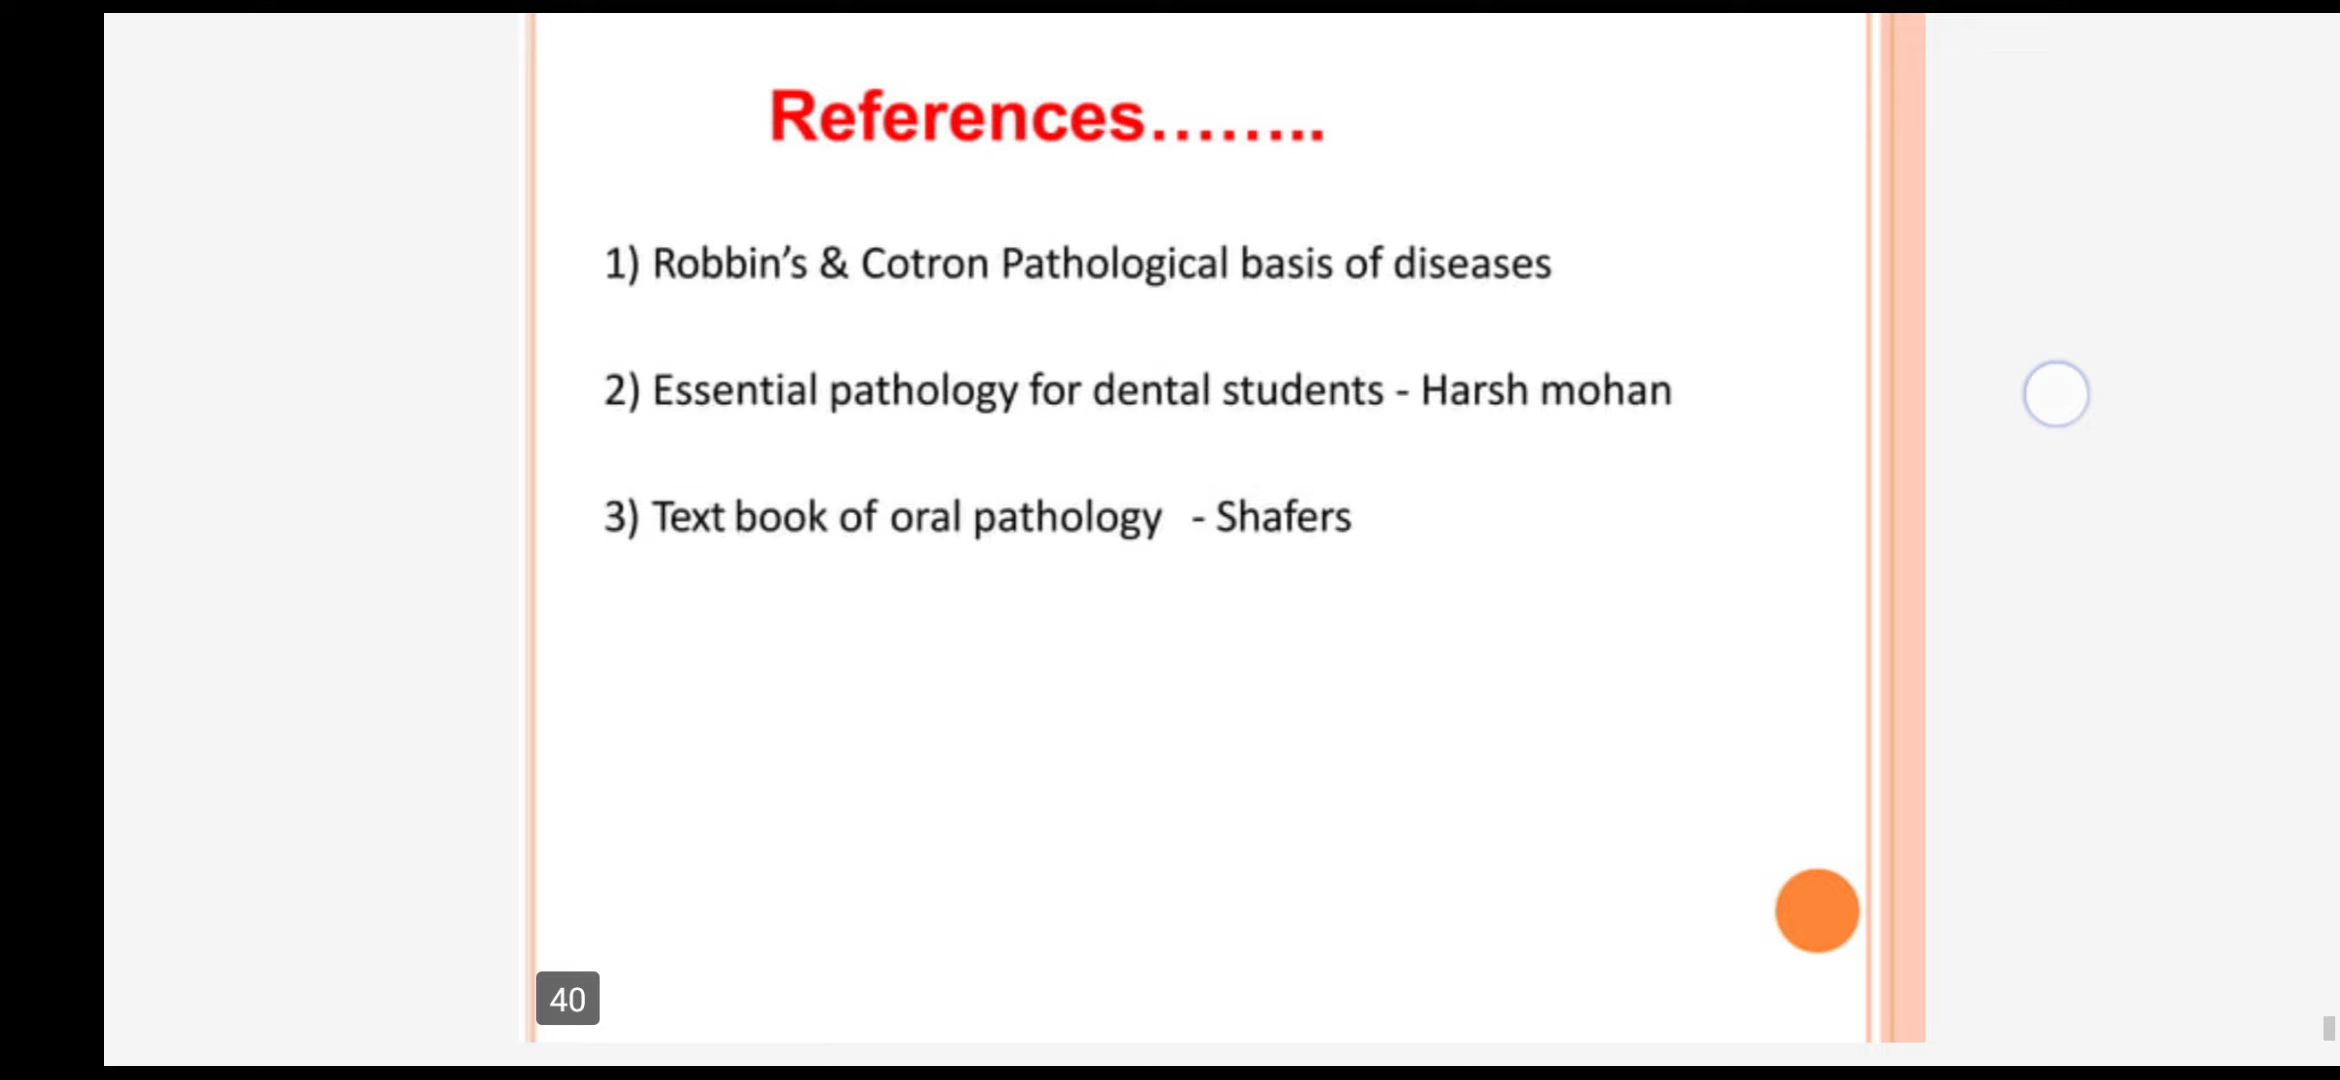 References........
1) Robbin's & Cotron Pathological basis of diseases
2) Essential pathology for dental students - Harsh mohan
3) Text book of oral pathology - Shafers
40